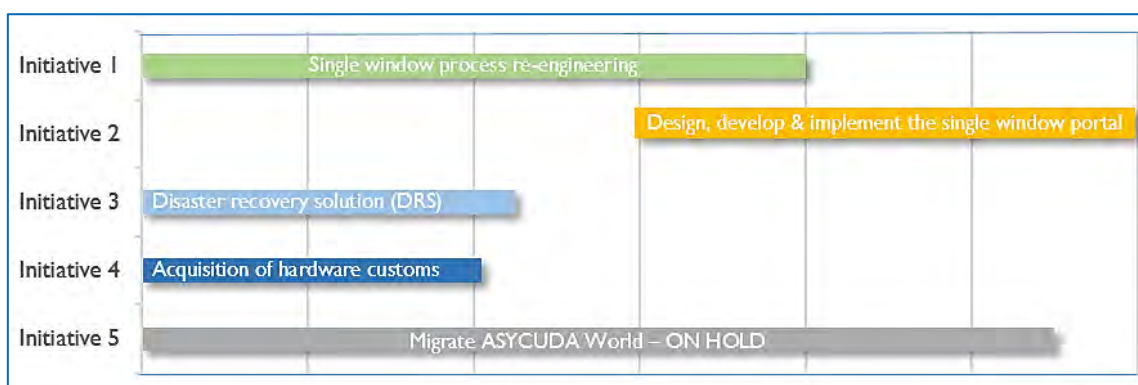 Initiative 1
Single window process re-engineering
Initiative 2
Design, develop & implement the single window portal
Initiative 3
Disaster recovery solution (DRS)
Initiative 4
Acquisition of hardware customs
Initiative 5
Migrate ASYCUDA World – ON HOLD